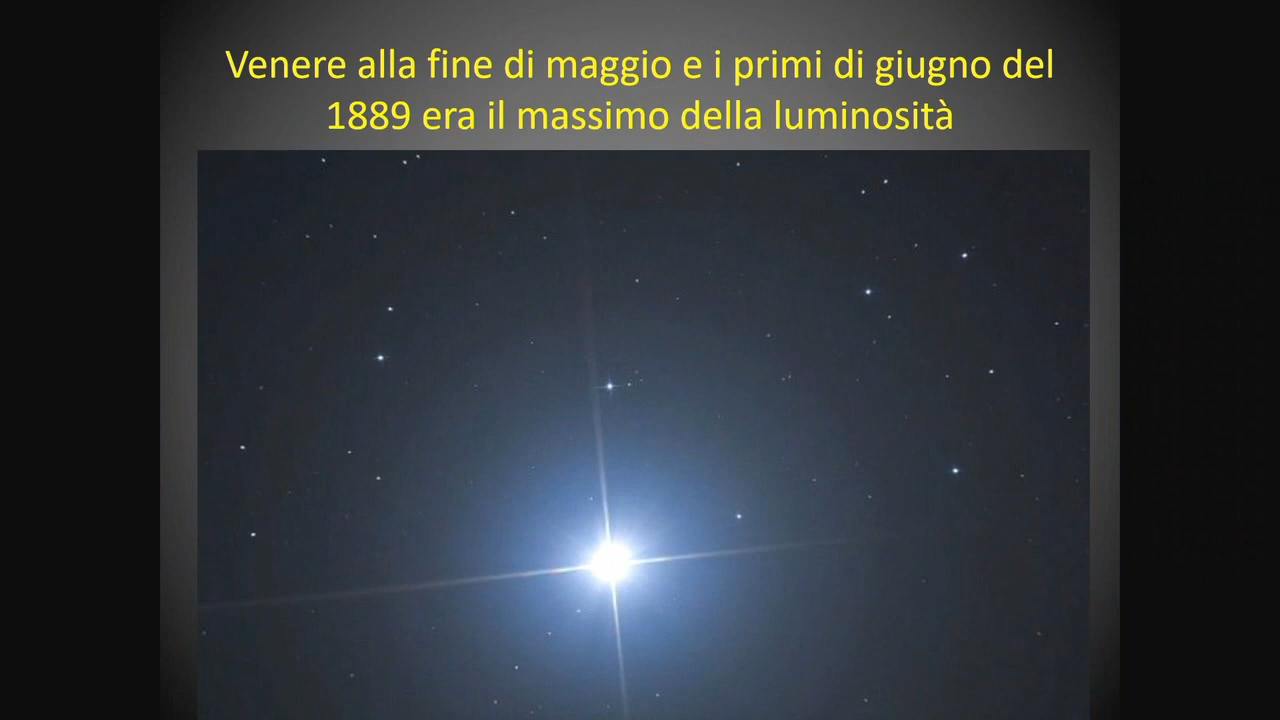 Venere alla fine di maggio e i primi di giugno del
1889 era il massimo della luminosità